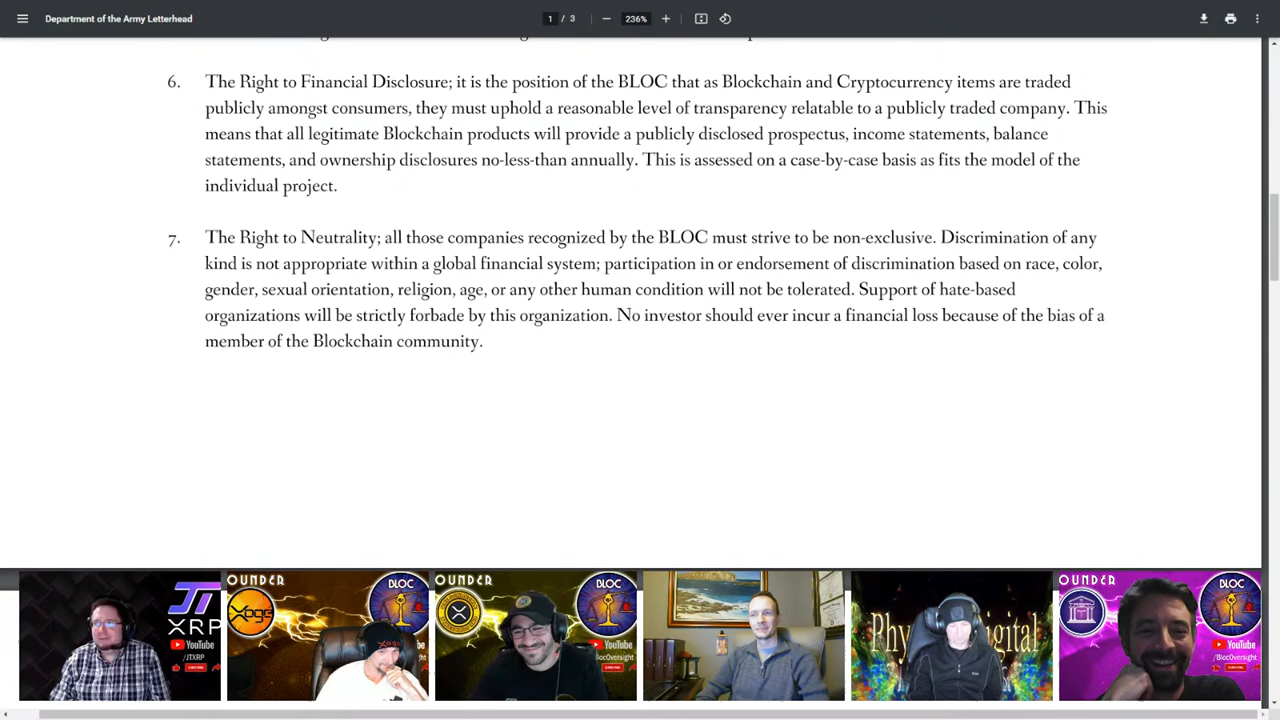 Department of the Army Letterhead
1 / 3
236%
6. The Right to Financial Disclosure; it is the position of the BLOC that as Blockchain and Cryptocurrency items are traded
publicly amongst consumers, they must uphold a reasonable level of transparency relatable to a publicly traded company. This
means that all legitimate Blockchain products will provide a publicly disclosed prospectus, income statements, balance
statements, and ownership disclosures no-less-than annually. This is assessed on a case-by-case basis as fits the model of the
individual project.
7. The Right to Neutrality; all those companies recognized by the BLOC must strive to be non-exclusive. Discrimination of any
kind is not appropriate within a global financial system; participation in or endorsement of discrimination based on race, color,
gender, sexual orientation, religion, age, or any other human condition will not be tolerated. Support of hate-based
organizations will be strictly forbade by this organization. No investor should ever incur a financial loss because of the bias of a
member of the Blockchain community.
XRP
YouTube
OUNDER
BLOC
Xoge
OUNDER
BLOC
YouTube
BlocOversight
Phy
gital
OUNDER
BLOC
YouTube
/BlocOversight